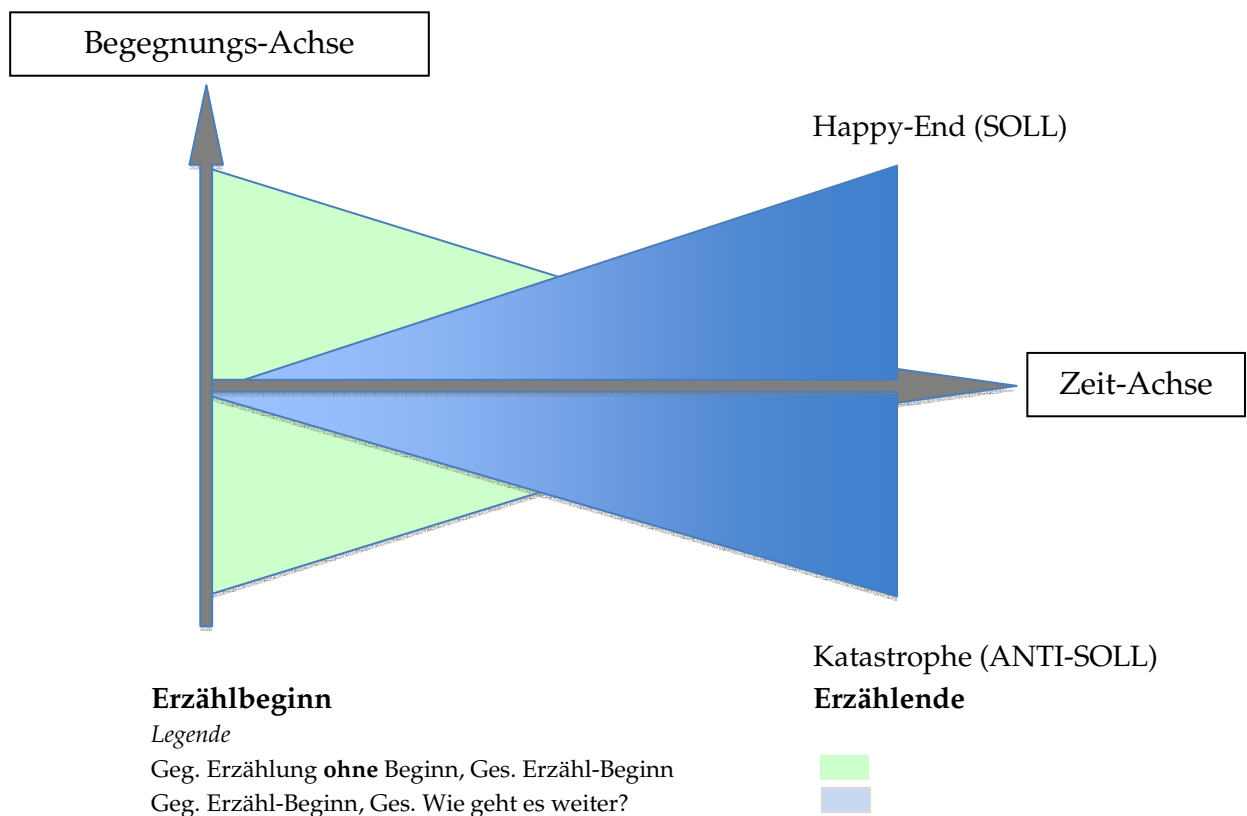 Begegnungs-Achse
Happy-End (SOLL)
Zeit-Achse
Katastrophe (ANTI-SOLL)
Erzählbeginn
Erzählende
Legende
Geg. Erzählung ohne Beginn, Ges. Erzähl-Beginn
Geg. Erzähl-Beginn, Ges. Wie geht es weiter?